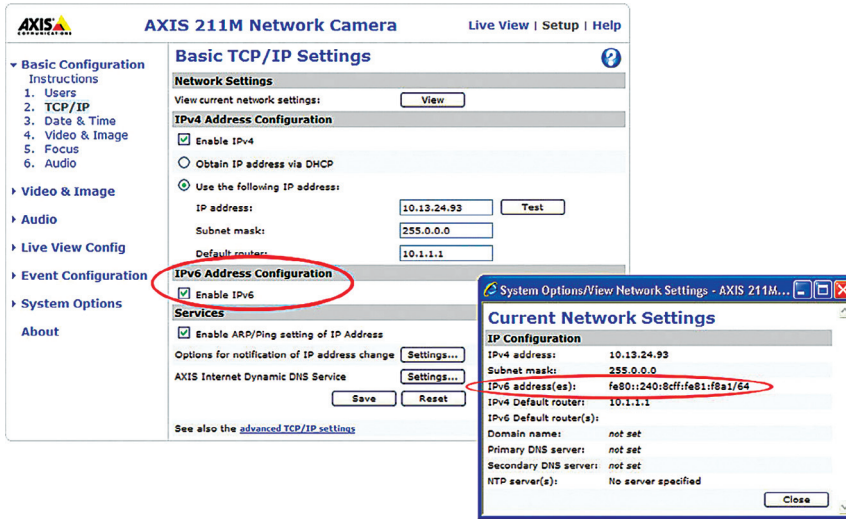 AXIS
COMMUNICATIONS
AXIS 211M Network Camera
Live View | Setup | Help
Basic Configuration
Instructions
1. Users
2. TCP/IP
3. Date & Time
4. Video & Image
5. Focus
6. Audio
Video & Image
Audio
Live View Config
Event Configuration
System Options
About
Basic TCP/IP Settings
?
Network Settings
View current network settings: View
IPv4 Address Configuration
Enable IPv4
Obtain IP address via DHCP
Use the following IP address:
IP address: 10.13.24.93 Test
Subnet mask: 255.0.0.0
Default router: 10.1.1.1
IPv6 Address Configuration
Enable IPv6
Services
Enable ARP/Ping setting of IP Address
Options for notification of IP address change Settings...
AXIS Internet Dynamic DNS Service Settings...
Save Reset
See also the advanced TCP/IP settings
System Options/View Network Settings - AXIS 211M...
Current Network Settings
IP Configuration
IPv4 address: 10.13.24.93
Subnet mask: 255.0.0.0
IPv6 address(es): fe80::240:8cff:fe81:f8a1/64
IPv4 Default router: 10.1.1.1
IPv6 Default router(s):
Domain name: not set
Primary DNS server: not set
Secondary DNS server: not set
NTP server(s): No server specified
Close